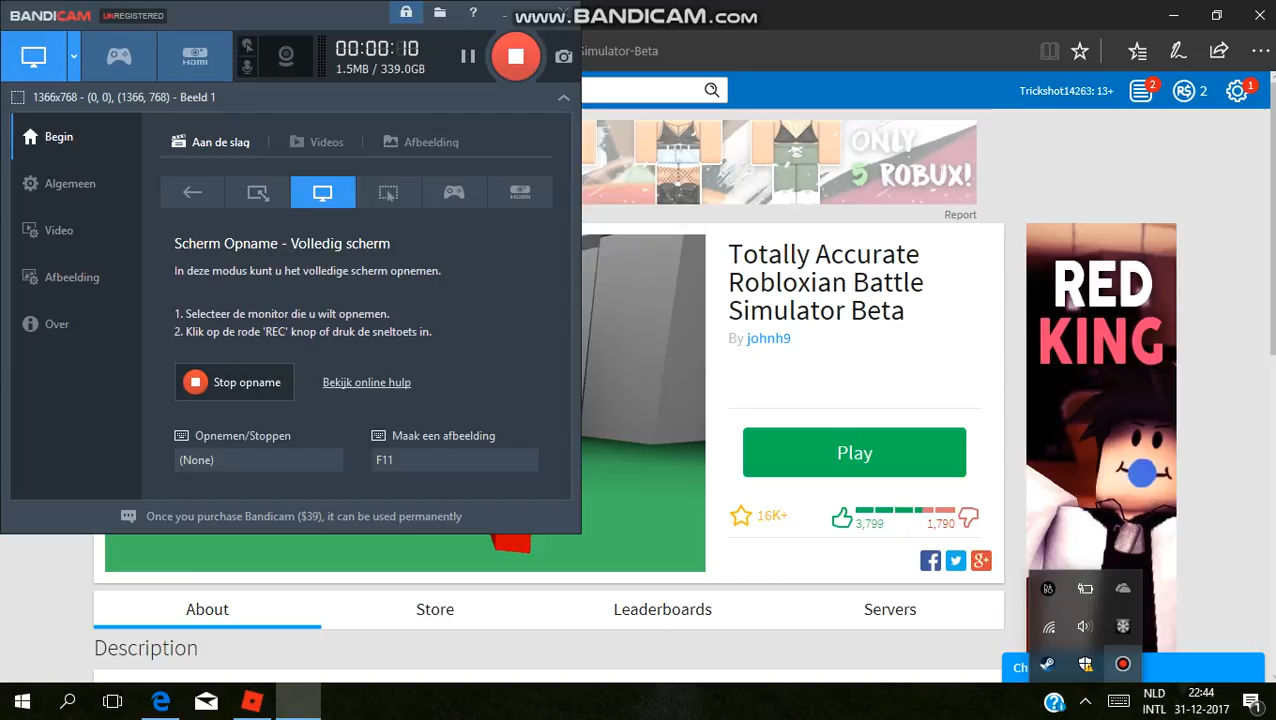 BANDICAM UNREGISTERED
www.BANDICAM.com
00:00:10
1.5MB / 339.0GB
HDMI
Simulator-Beta
1366x768 - (0, 0), (1366, 768) - Beeld 1
Trickshot14263: 13+
2
R$ 2
1
Begin
Algemeen
Video
Afbeelding
Over
Aan de slag
Videos
Afbeelding
HDMI
Scherm Opname - Volledig scherm
In deze modus kunt u het volledige scherm opnemen.
1. Selecteer de monitor die u wilt opnemen.
2. Klik op de rode 'REC' knop of druk de sneltoets in.
Stop opname
Bekijk online hulp
Opnemen/Stoppen
Maak een afbeelding
(None)
F11
Once you purchase Bandicam ($39), it can be used permanently
ONLY
5 ROBUX!
Report
Totally Accurate
Robloxian Battle
Simulator Beta
By johnh9
Play
16K+
3,799
1,790
RED
KING
About
Store
Leaderboards
Servers
Description
Ch
NLD
INTL
22:44
31-12-2017
1